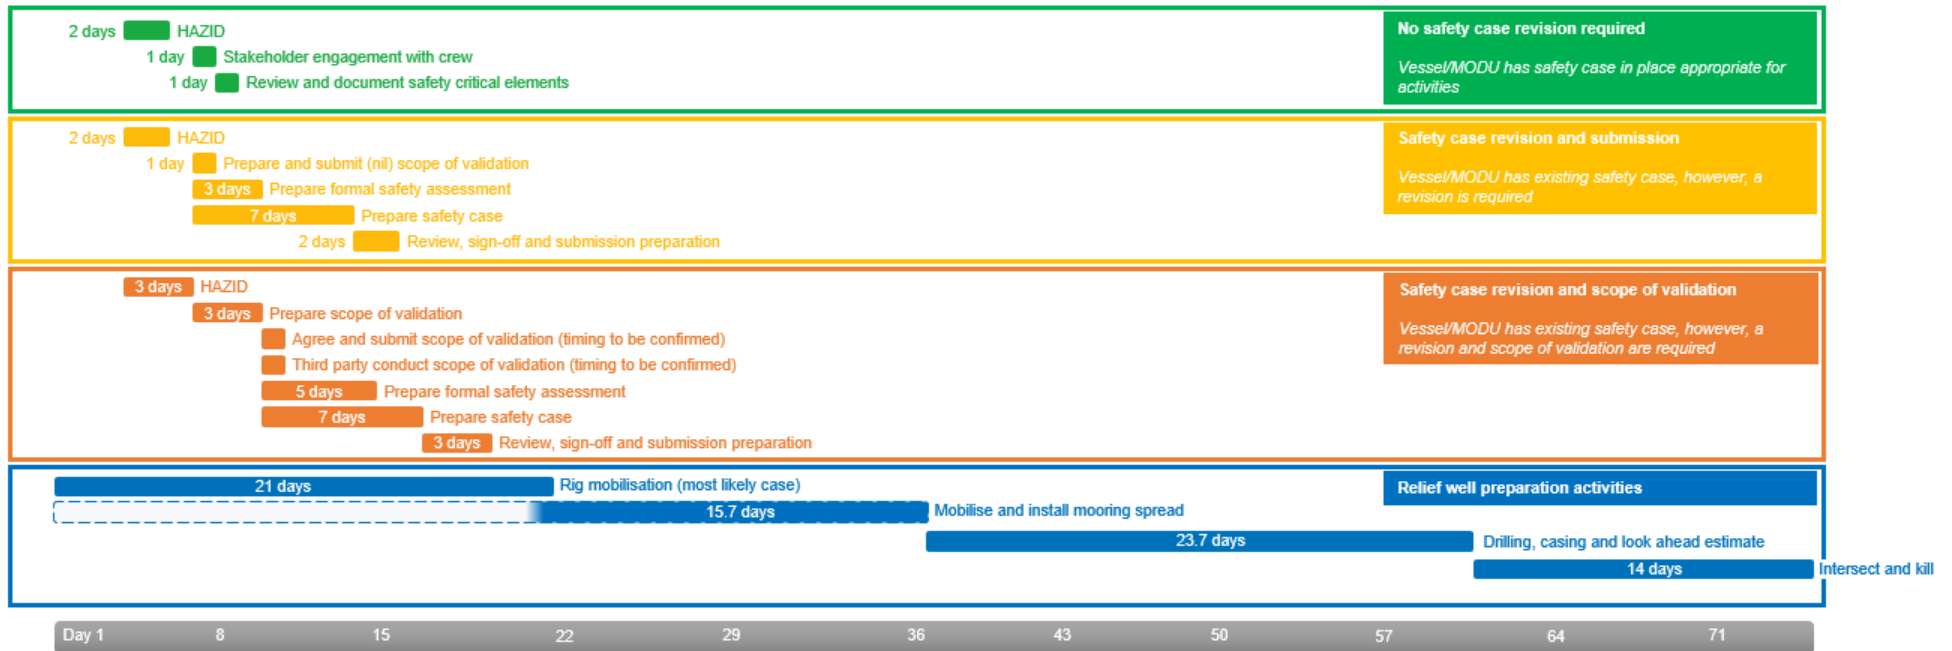 2 days HAZID
1 day Stakeholder engagement with crew
1 day Review and document safety critical elements
No safety case revision required
Vessel/MODU has safety case in place appropriate for
activities
2 days HAZID
1 day Prepare and submit (nil) scope of validation
3 days Prepare formal safety assessment
7 days Prepare safety case
2 days Review, sign-off and submission preparation
Safety case revision and submission
Vessel/MODU has existing safety case, however, a
revision is required
3 days HAZID
3 days Prepare scope of validation
Agree and submit scope of validation (timing to be confirmed)
Third party conduct scope of validation (timing to be confirmed)
5 days Prepare formal safety assessment
7 days Prepare safety case
3 days Review, sign-off and submission preparation
Safety case revision and scope of validation
Vessel/MODU has existing safety case, however, a
revision and scope of validation are required
21 days Rig mobilisation (most likely case)
Relief well preparation activities
15.7 days Mobilise and install mooring spread
23.7 days Drilling, casing and look ahead estimate
14 days Intersect and kill
Day 1 8 15 22 29 36 43 50 57 64 71